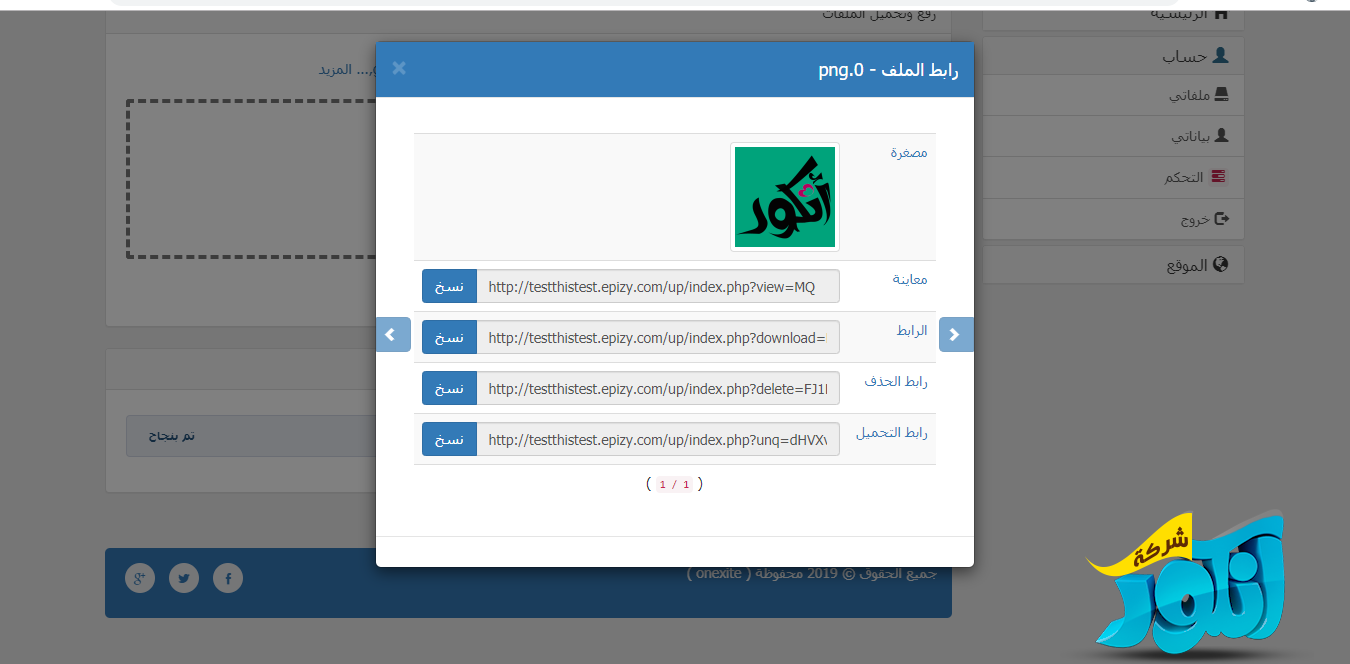 الرئيسية
رفع وتحميل الملفات
حساب
... المزيد
ملفاتي
بياناتي
التحكم
خروج
الموقع
رابط الملف - 0.png
×
مصغرة
أنكور
معاينة
http://testthistest.epizy.com/up/index.php?view=MQ
نسخ
الرابط
http://testthistest.epizy.com/up/index.php?download=
نسخ
رابط الحذف
http://testthistest.epizy.com/up/index.php?delete=FJ1
نسخ
رابط التحميل
http://testthistest.epizy.com/up/index.php?unq=dHVX
نسخ
( 1 / 1 )
تم بنجاح
جميع الحقوق © 2019 محفوظة ( onexite )
شركة
انكور